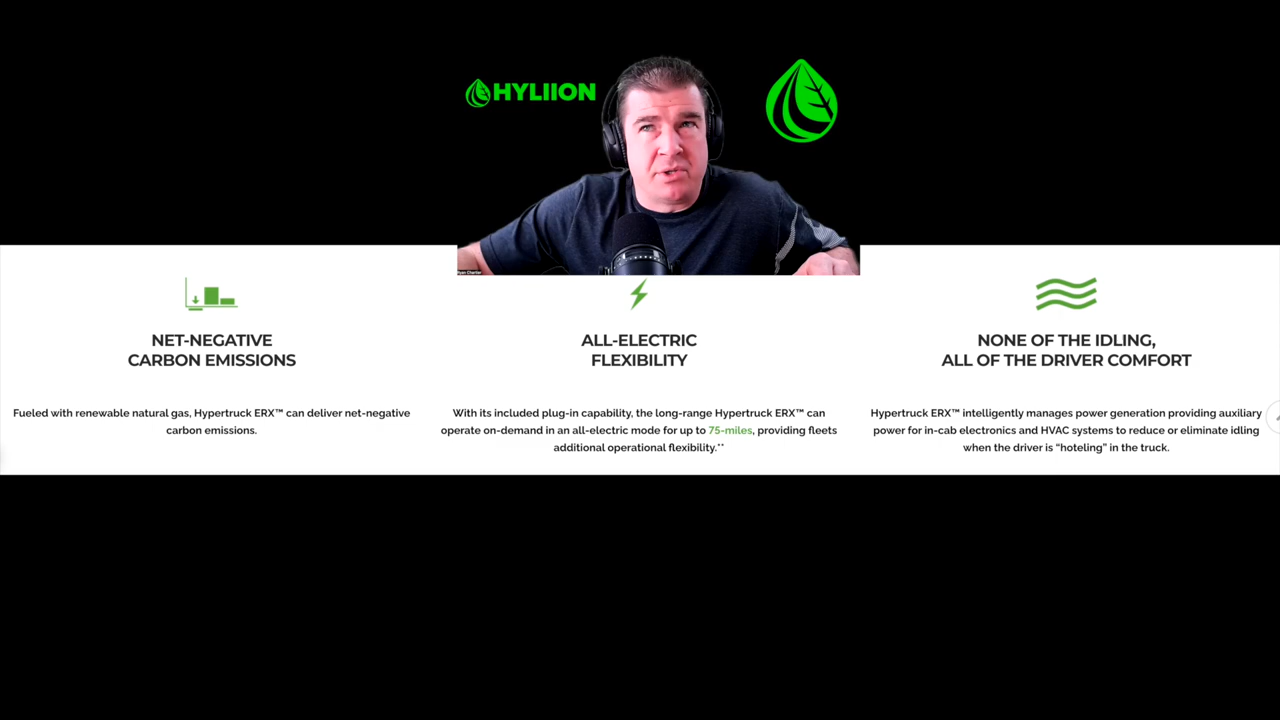 HYLIION
Ryan Chartier
NET-NEGATIVE
CARBON EMISSIONS
Fueled with renewable natural gas, Hypertruck ERX™ can deliver net-negative
carbon emissions.
ALL-ELECTRIC
FLEXIBILITY
With its included plug-in capability, the long-range Hypertruck ERX™ can
operate on-demand in an all-electric mode for up to 75-miles, providing fleets
additional operational flexibility.**
NONE OF THE IDLING,
ALL OF THE DRIVER COMFORT
Hypertruck ERX™ intelligently manages power generation providing auxiliary
power for in-cab electronics and HVAC systems to reduce or eliminate idling
when the driver is “hoteling” in the truck.